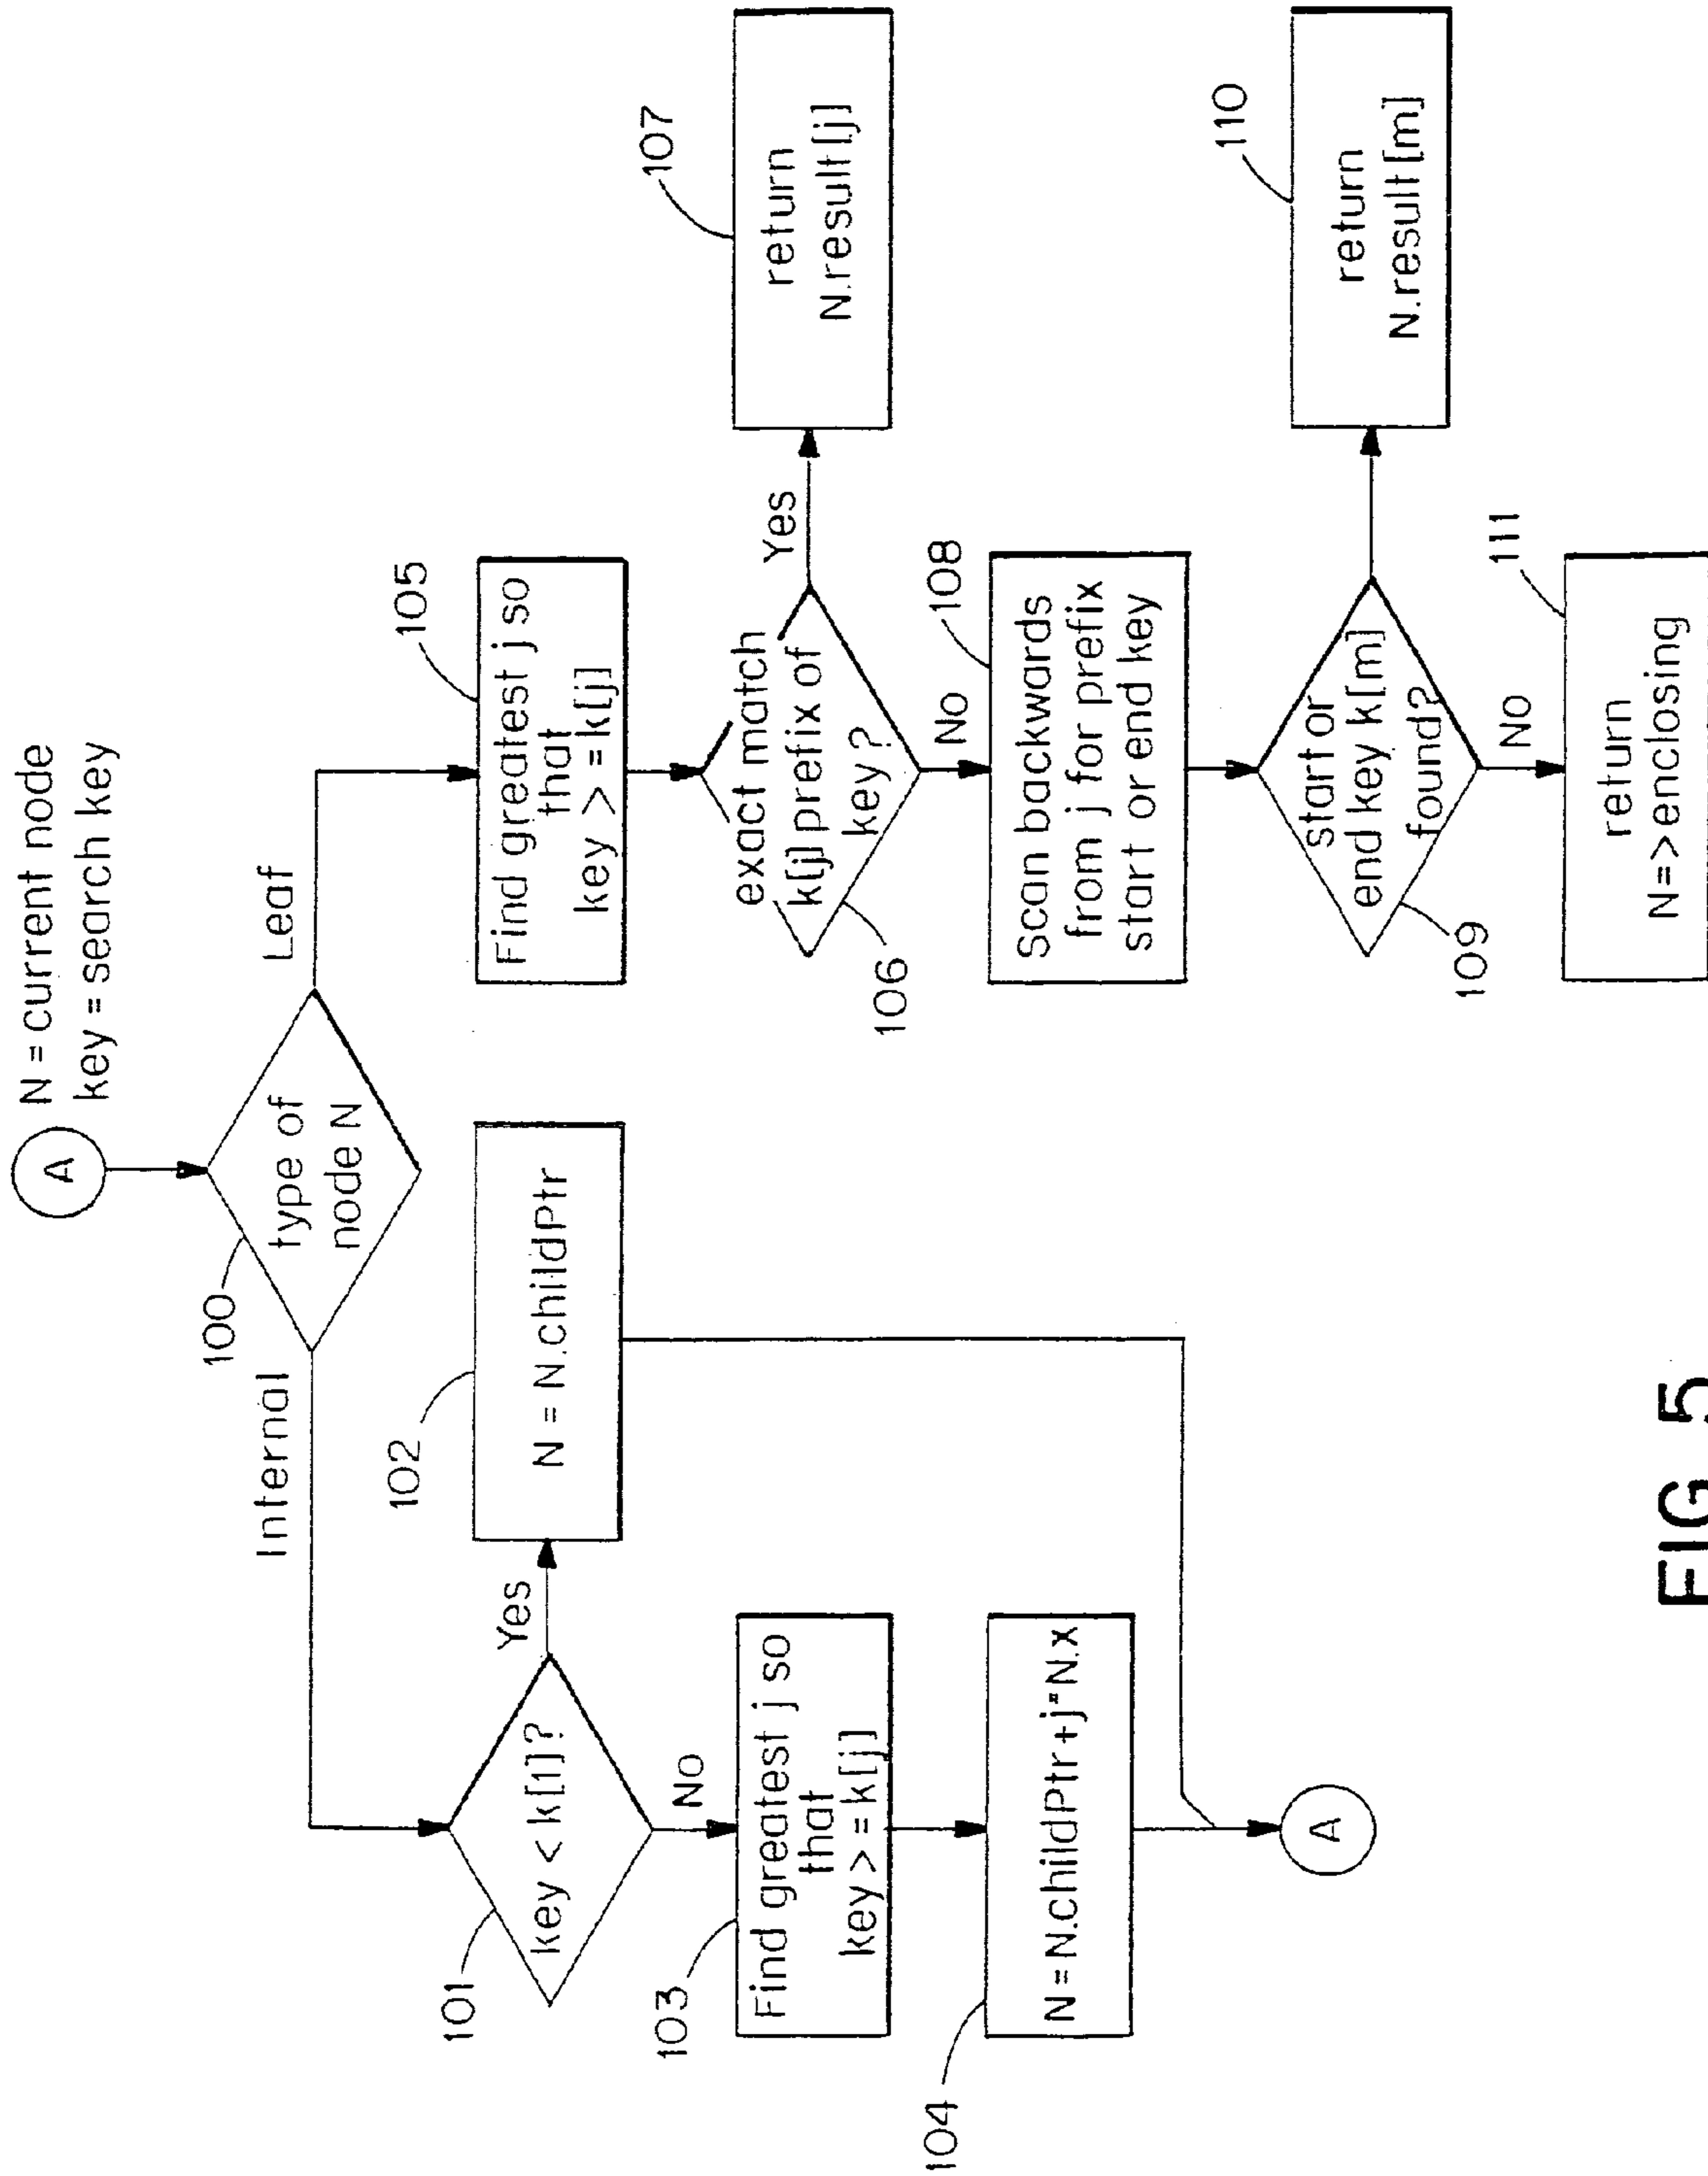 N = current node
key = search key
A
100
type of
node N
Internal
Leaf
101
key < k[1]?
Yes
102
N = N.childPtr
No
103
Find greatest j so
that
key > = k[j]
104
N = N.childPtr+j*N.x
A
105
Find greatest j so
that
key > = k[j]
106
exact match
k[j] prefix of
key ?
Yes
107
return
N.result[j]
No
108
Scan backwards
from j for prefix
start or end key
109
start or
end key k[m]
found?
110
return
N.result[m]
No
111
return
N=>enclosing
FIG. 5